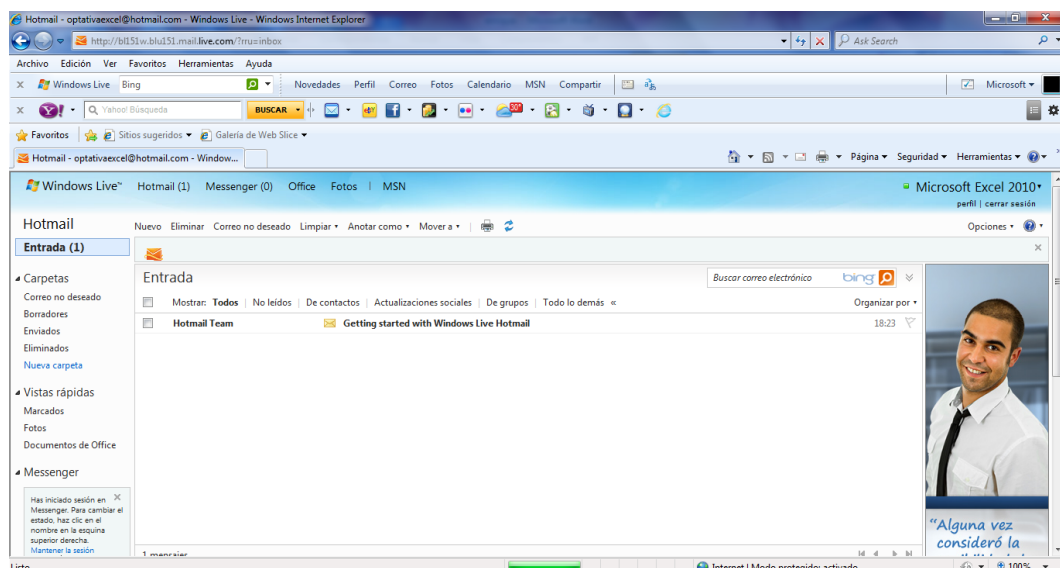 Hotmail - optativaexcel@hotmail.com - Windows Live - Windows Internet Explorer
http://bl151w.blu151.mail.live.com/?rru=inbox
Ask Search
Archivo Edición Ver Favoritos Herramientas Ayuda
x Windows Live Bing Novedades Perfil Correo Fotos Calendario MSN Compartir Microsoft
x Y! Yahoo! Búsqueda BUSCAR eBY 30°
Favoritos Sitios sugeridos Galería de Web Slice
Hotmail - optativaexcel@hotmail.com - Window...
Página Seguridad Herramientas
Windows Live™ Hotmail (1) Messenger (0) Office Fotos | MSN
Microsoft Excel 2010
perfil | cerrar sesión
Hotmail
Nuevo Eliminar Correo no deseado Limpiar Anotar como Mover a
Opciones
Entrada (1)
Carpetas
Correo no deseado
Borradores
Enviados
Eliminados
Nueva carpeta
Vistas rápidas
Marcados
Fotos
Documentos de Office
Messenger
Has iniciado sesión en
Messenger. Para cambiar el
estado, haz clic en el
nombre en la esquina
superior derecha.
Mantener la sesión
Entrada
Buscar correo electrónico bing
Mostrar: Todos | No leídos | De contactos | Actualizaciones sociales | De grupos | Todo lo demás «
Organizar por
Hotmail Team Getting started with Windows Live Hotmail 18:23
1 mensajes
"Alguna vez
consideró la
Listo
Internet | Modo protegido: activado
100%